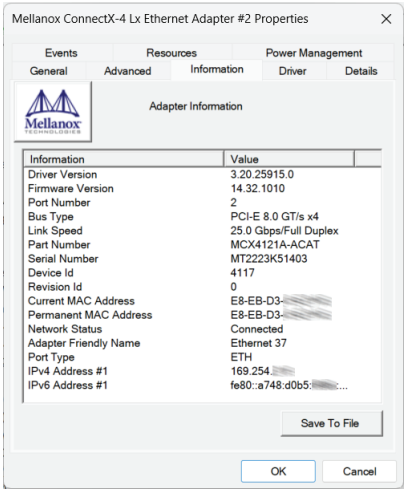 Mellanox ConnectX-4 Lx Ethernet Adapter #2 Properties
Events Resources Power Management
General Advanced Information Driver Details
Mellanox
TECHNOLOGIES
Adapter Information
Information Value
Driver Version 3.20.25915.0
Firmware Version 14.32.1010
Port Number 2
Bus Type PCI-E 8.0 GT/s x4
Link Speed 25.0 Gbps/Full Duplex
Part Number MCX4121A-ACAT
Serial Number MT2223K51403
Device Id 4117
Revision Id 0
Current MAC Address E8-EB-D3-
Permanent MAC Address E8-EB-D3-
Network Status Connected
Adapter Friendly Name Ethernet 37
Port Type ETH
IPv4 Address #1 169.254.
IPv6 Address #1 fe80::a748:d0b5: :...
Save To File
OK Cancel